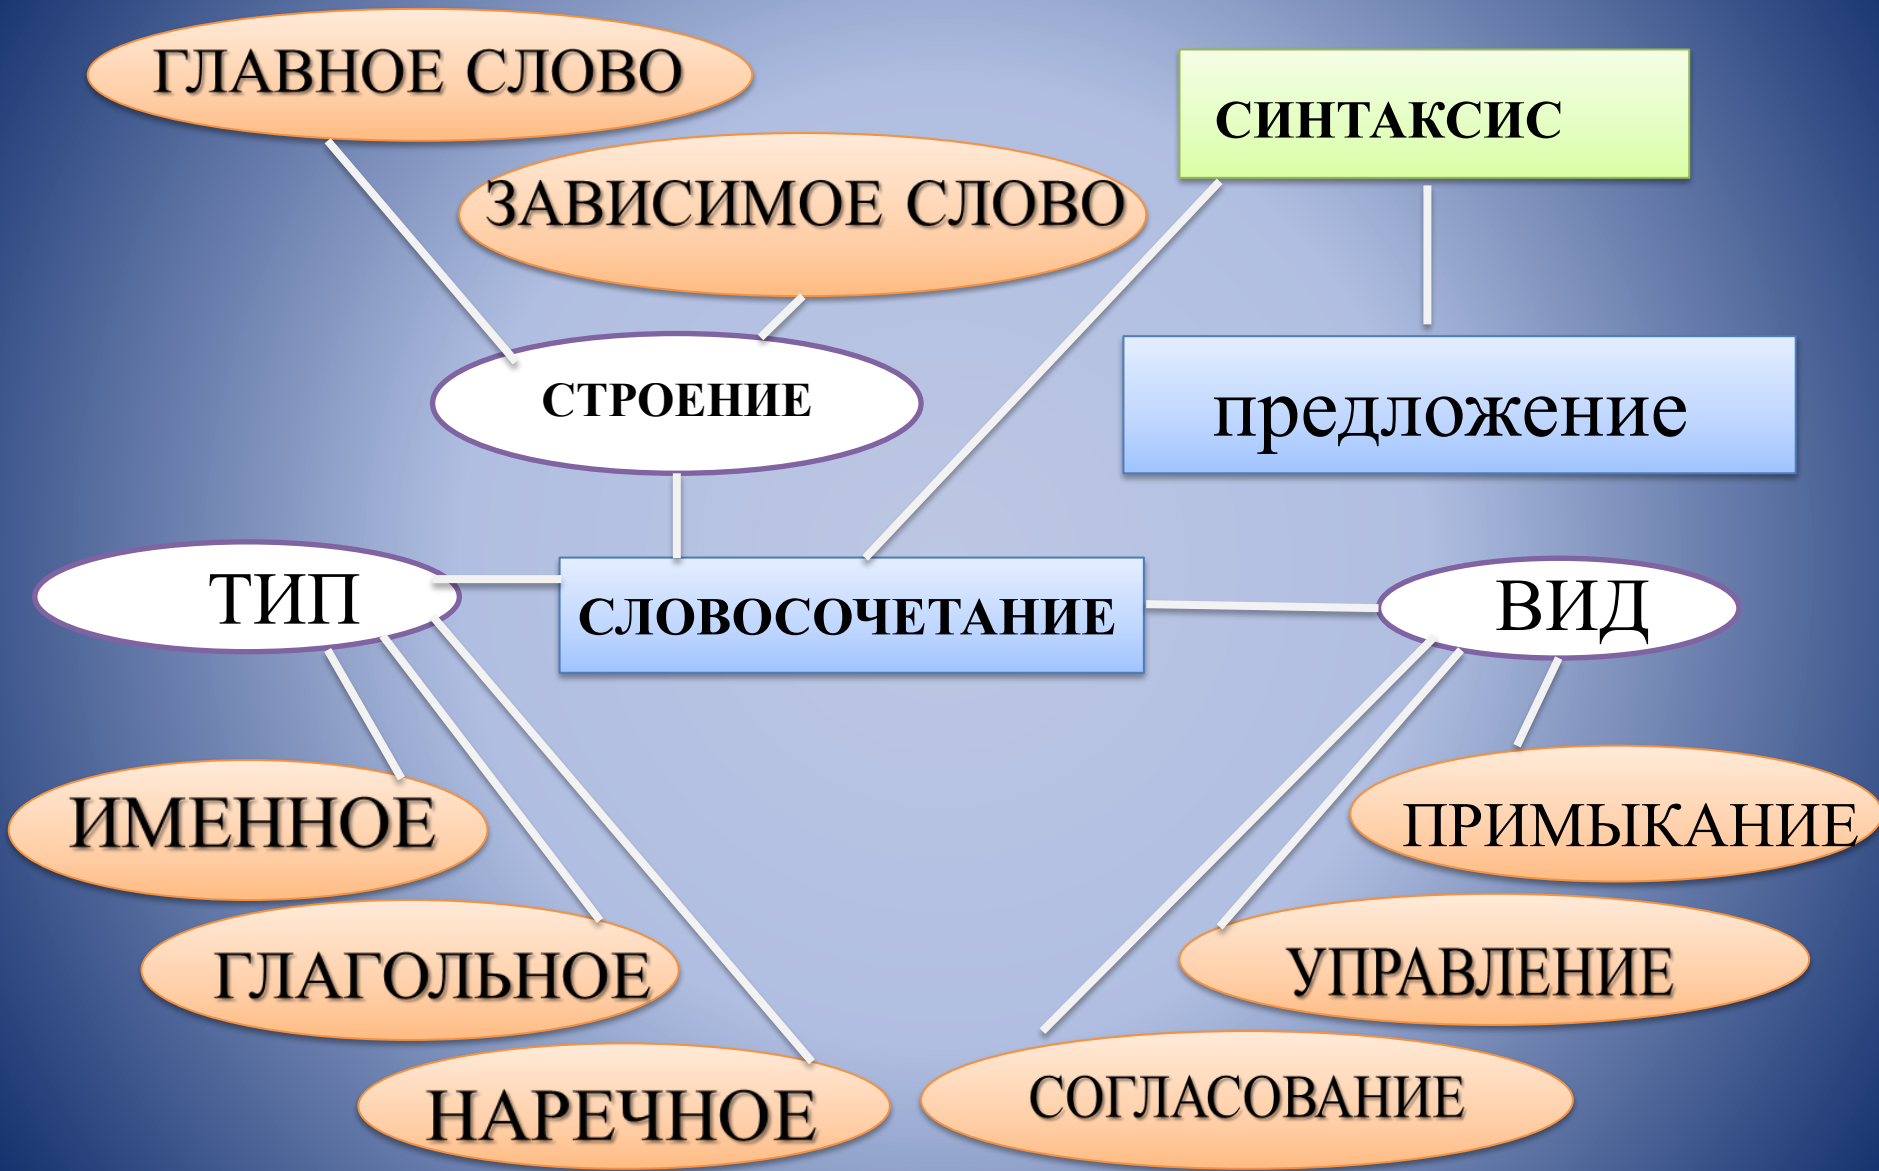 ГЛАВНОЕ СЛОВО
СИНТАКСИС
ЗАВИСИМОЕ СЛОВО
СТРОЕНИЕ
предложение
ТИП
СЛОВОСОЧЕТАНИЕ
ВИД
ИМЕННОЕ
ПРИМЫКАНИЕ
ГЛАГОЛЬНОЕ
УПРАВЛЕНИЕ
НАРЕЧНОЕ
СОГЛАСОВАНИЕ